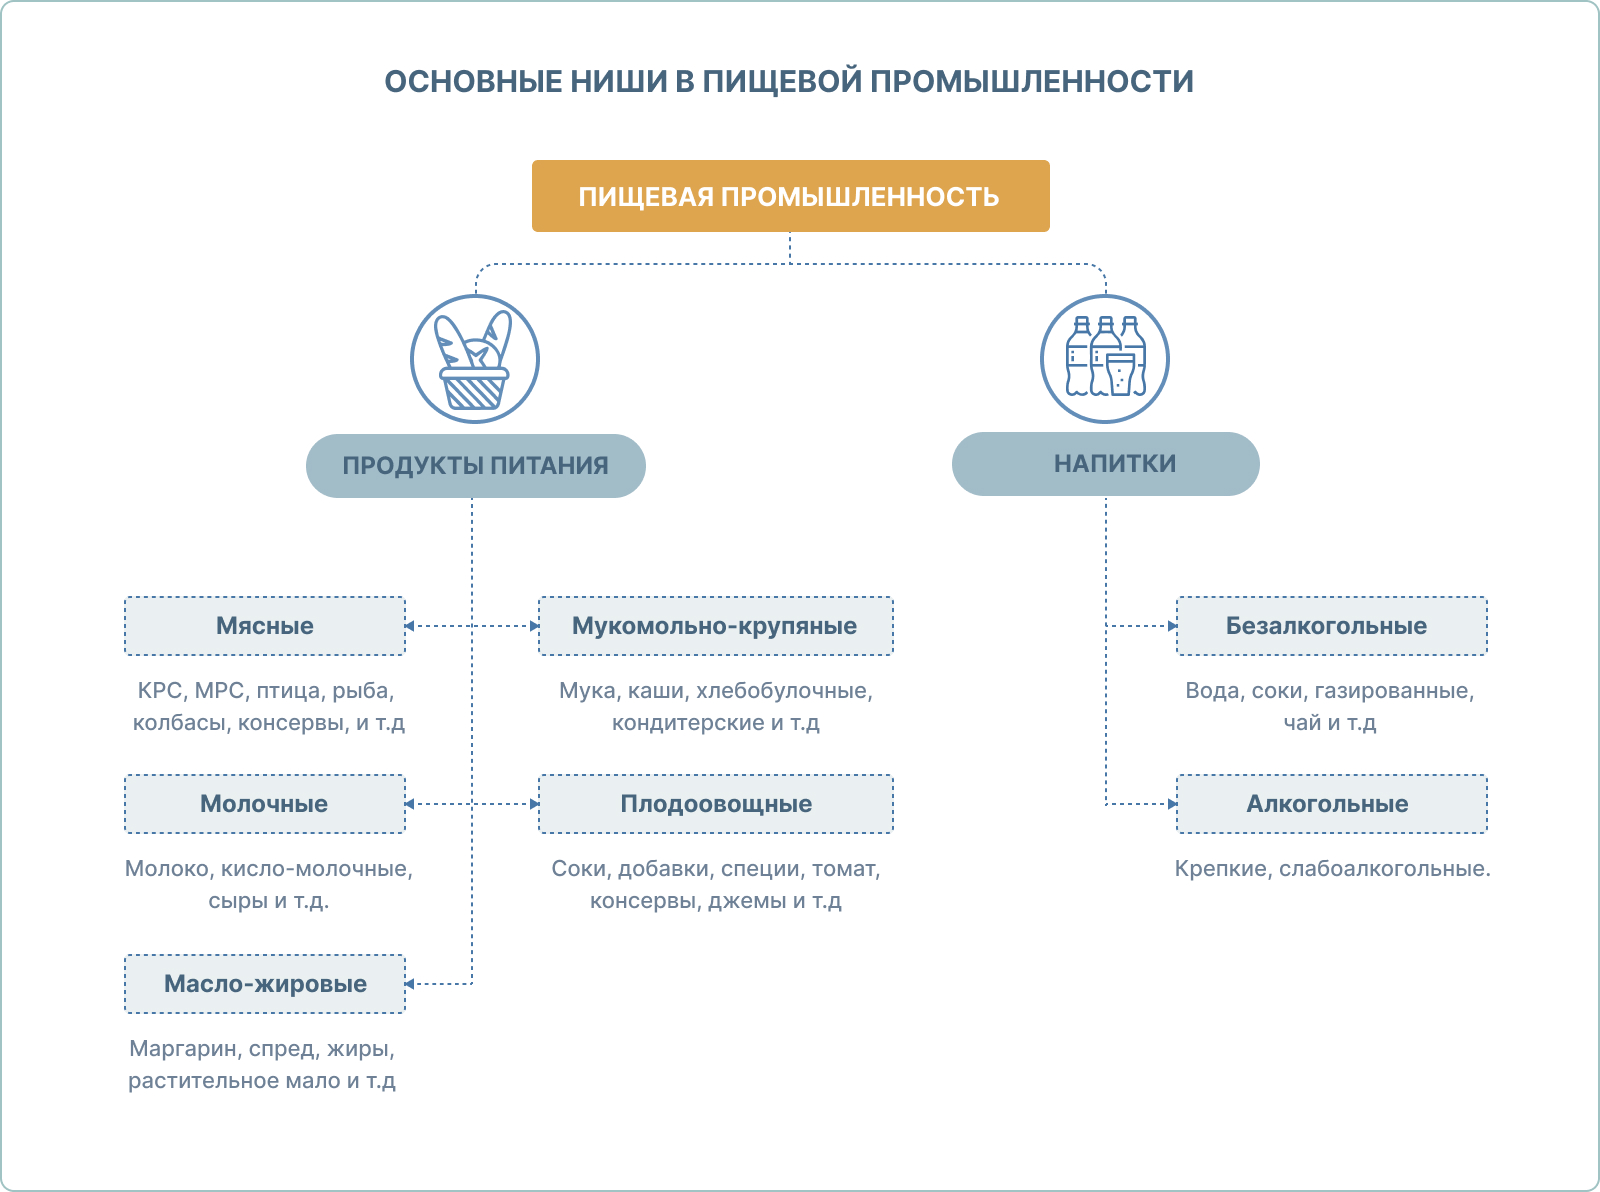 ОСНОВНЫЕ НИШИ В ПИЩЕВОЙ ПРОМЫШЛЕННОСТИ
ПИЩЕВАЯ ПРОМЫШЛЕННОСТЬ
ПРОДУКТЫ ПИТАНИЯ
НАПИТКИ
Мясные
КРС, МРС, птица, рыба,
колбасы, консервы, и т.д
Мукомольно-крупяные
Мука, каши, хлебобулочные,
кондитерские и т.д
Безалкогольные
Вода, соки, газированные,
чай и т.д
Молочные
Молоко, кисло-молочные,
сыры и т.д.
Плодоовощные
Соки, добавки, специи, томат,
консервы, джемы и т.д
Алкогольные
Крепкие, слабоалкогольные.
Масло-жировые
Маргарин, спред, жиры,
растительное мало и т.д